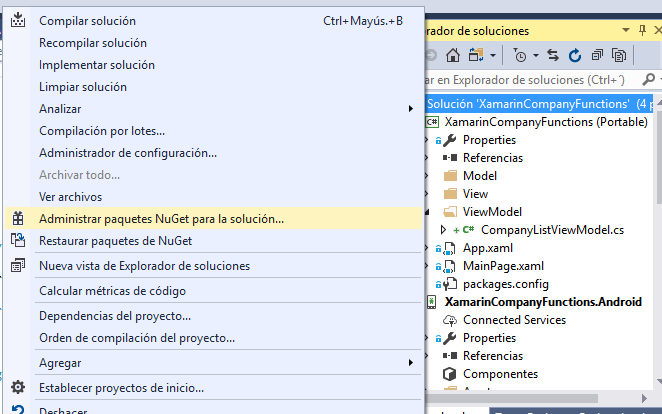 Compilar solución Ctrl+Mayús.+B
Recompilar solución
Implementar solución
Limpiar solución
Analizar
Compilación por lotes...
Administrador de configuración...
Archivar todo...
Ver archivos
Administrar paquetes NuGet para la solución...
Restaurar paquetes de NuGet
Nueva vista de Explorador de soluciones
Calcular métricas de código
Dependencias del proyecto...
Orden de compilación del proyecto...
Agregar
Establecer proyectos de inicio...
Deshacer
rador de soluciones
ar en Explorador de soluciones (Ctrl+´)
Solución 'XamarinCompanyFunctions' (4 p
C# XamarinCompanyFunctions (Portable)
Properties
Referencias
Model
View
ViewModel
+ C# CompanyListViewModel.cs
App.xaml
MainPage.xaml
packages.config
XamarinCompanyFunctions.Android
Connected Services
Properties
Referencias
Componentes